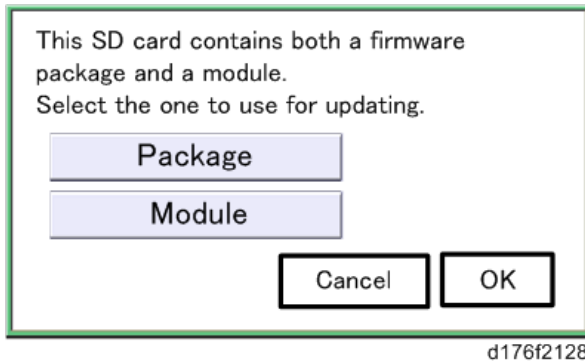 This SD card contains both a firmware
package and a module.
Select the one to use for updating.
Package
Module
Cancel OK
d176f2128